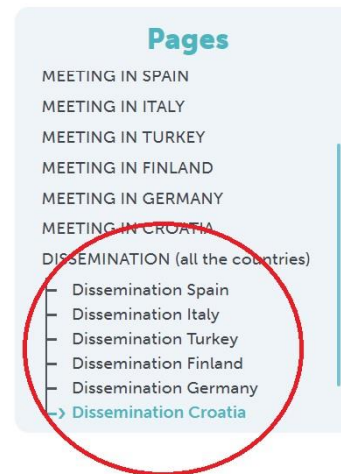 Pages
MEETING IN SPAIN
MEETING IN ITALY
MEETING IN TURKEY
MEETING IN FINLAND
MEETING IN GERMANY
MEETING IN CROATIA
DISSEMINATION (all the countries)
Dissemination Spain
Dissemination Italy
Dissemination Turkey
Dissemination Finland
Dissemination Germany
Dissemination Croatia